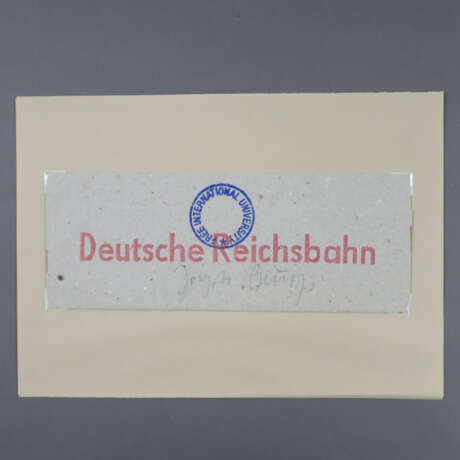 FREE INTERNATIONAL UNIVERSITY
Deutsche Reichsbahn
Joseph Beuys